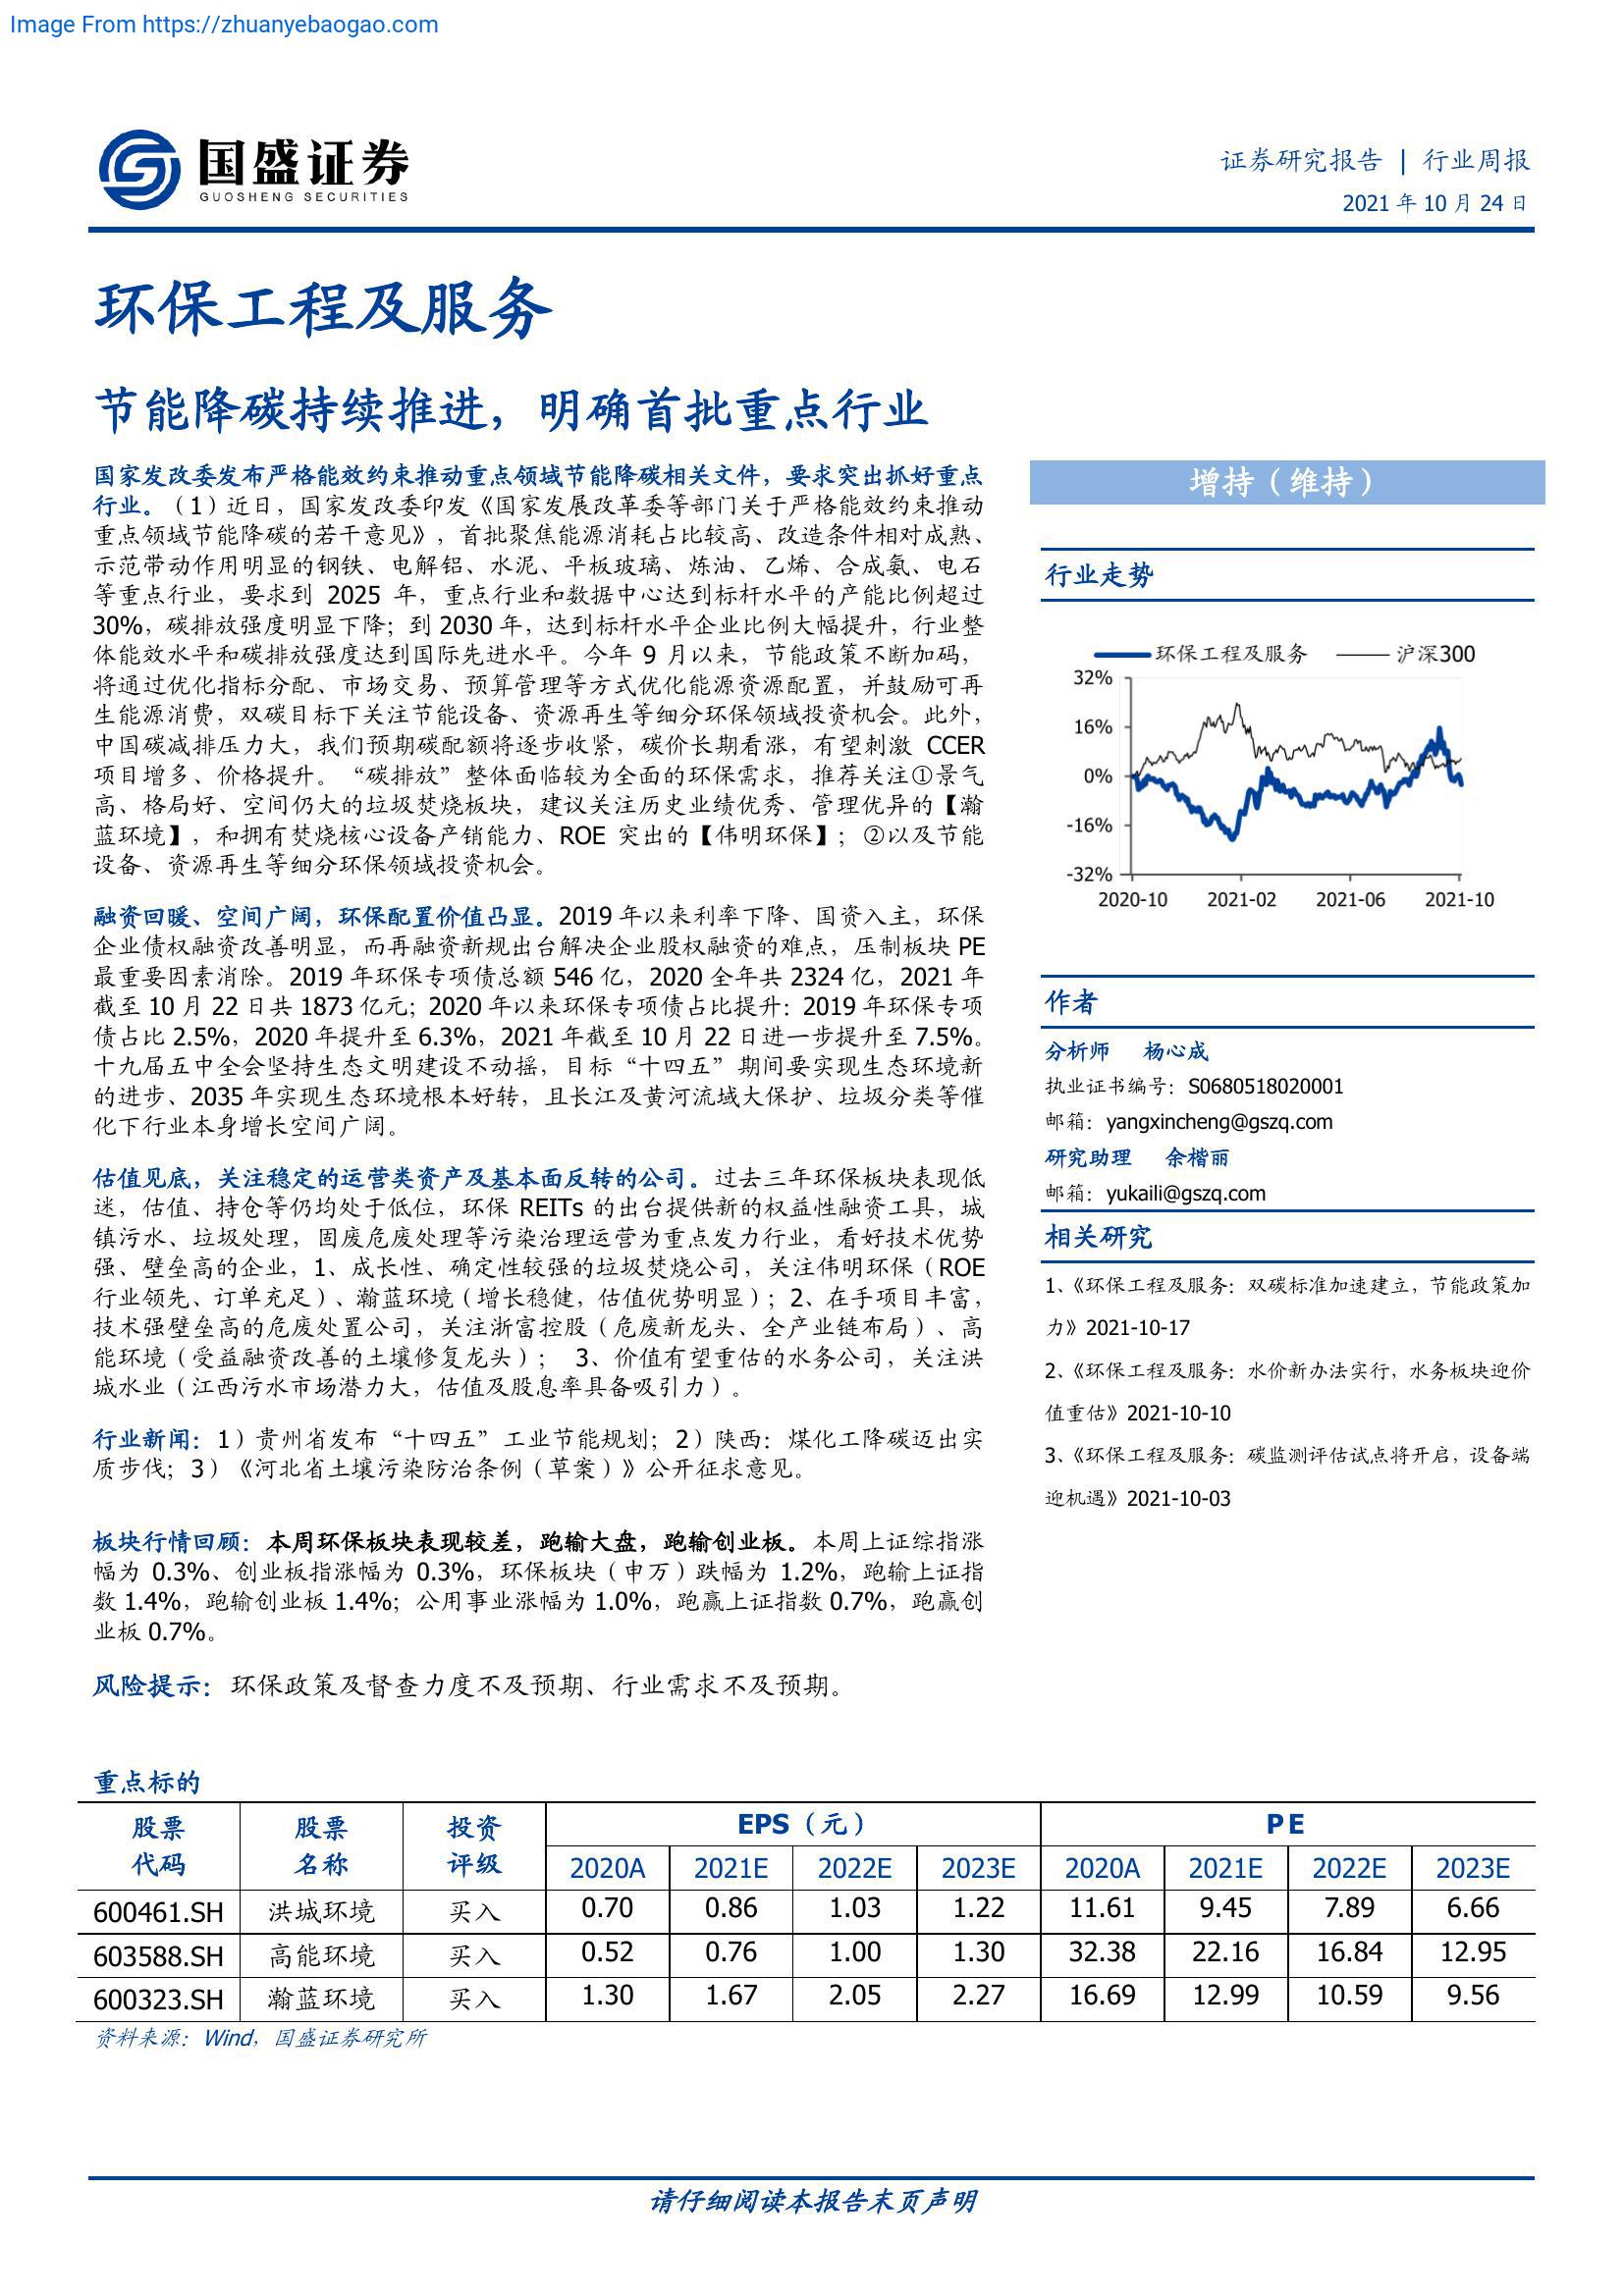 Image From https://zhuanyebaogao.com
国盛证券
GUOSHENG SECURITIES
证券研究报告 | 行业周报
2021 年 10 月 24 日
环保工程及服务
节能降碳持续推进，明确首批重点行业
国家发改委发布严格能效约束推动重点领域节能降碳相关文件，要求突出抓好重点
行业。（1）近日，国家发改委印发《国家发展改革委等部门关于严格能效约束推动
重点领域节能降碳的若干意见》，首批聚焦能源消耗占比较高、改造条件相对成熟、
示范带动作用明显的钢铁、电解铝、水泥、平板玻璃、炼油、乙烯、合成氨、电石
等重点行业，要求到 2025 年，重点行业和数据中心达到标杆水平的产能比例超过
30%，碳排放强度明显下降；到 2030 年，达到标杆水平企业比例大幅提升，行业整
体能效水平和碳排放强度达到国际先进水平。今年 9 月以来，节能政策不断加码，
将通过优化指标分配、市场交易、预算管理等方式优化能源资源配置，并鼓励可再
生能源消费，双碳目标下关注节能设备、资源再生等细分环保领域投资机会。此外，
中国碳减排压力大，我们预期碳配额将逐步收紧，碳价长期看涨，有望刺激 CCER
项目增多、价格提升。“碳排放”整体面临较为全面的环保需求，推荐关注①景气
高、格局好、空间仍大的垃圾焚烧板块，建议关注历史业绩优秀、管理优异的【瀚
蓝环境】，和拥有焚烧核心设备产销能力、ROE 突出的【伟明环保】；②以及节能
设备、资源再生等细分环保领域投资机会。
融资回暖、空间广阔，环保配置价值凸显。2019 年以来利率下降、国资入主，环保
企业债权融资改善明显，而再融资新规出台解决企业股权融资的难点，压制板块 PE
最重要因素消除。2019 年环保专项债总额 546 亿，2020 全年共 2324 亿，2021 年
截至 10 月 22 日共 1873 亿元；2020 年以来环保专项债占比提升：2019 年环保专项
债占比 2.5%，2020 年提升至 6.3%，2021 年截至 10 月 22 日进一步提升至 7.5%。
十九届五中全会坚持生态文明建设不动摇，目标“十四五”期间要实现生态环境新
的进步、2035 年实现生态环境根本好转，且长江及黄河流域大保护、垃圾分类等催
化下行业本身增长空间广阔。
估值见底，关注稳定的运营类资产及基本面反转的公司。过去三年环保板块表现低
迷，估值、持仓等仍均处于低位，环保 REITs 的出台提供新的权益性融资工具，城
镇污水、垃圾处理，固废危废处理等污染治理运营为重点发力行业，看好技术优势
强、壁垒高的企业，1、成长性、确定性较强的垃圾焚烧公司，关注伟明环保（ROE
行业领先、订单充足）、瀚蓝环境（增长稳健，估值优势明显）；2、在手项目丰富，
技术强壁垒高的危废处置公司，关注浙富控股（危废新龙头、全产业链布局）、高
能环境（受益融资改善的土壤修复龙头）； 3、价值有望重估的水务公司，关注洪
城水业（江西污水市场潜力大，估值及股息率具备吸引力）。
行业新闻：1）贵州省发布“十四五”工业节能规划；2）陕西：煤化工降碳迈出实
质步伐；3）《河北省土壤污染防治条例（草案）》公开征求意见。
板块行情回顾：本周环保板块表现较差，跑输大盘，跑输创业板。本周上证综指涨
幅为 0.3%、创业板指涨幅为 0.3%，环保板块（申万）跌幅为 1.2%，跑输上证指
数 1.4%，跑输创业板 1.4%；公用事业涨幅为 1.0%，跑赢上证指数 0.7%，跑赢创
业板 0.7%。
风险提示：环保政策及督查力度不及预期、行业需求不及预期。
增持（维持）
行业走势
环保工程及服务 沪深300
32%
16%
0%
-16%
-32%
2020-10 2021-02 2021-06 2021-10
作者
分析师 杨心成
执业证书编号：S0680518020001
邮箱：yangxincheng@gszq.com
研究助理 余楷丽
邮箱：yukaili@gszq.com
相关研究
1、《环保工程及服务：双碳标准加速建立，节能政策加
力》2021-10-17
2、《环保工程及服务：水价新办法实行，水务板块迎价
值重估》2021-10-10
3、《环保工程及服务：碳监测评估试点将开启，设备端
迎机遇》2021-10-03
重点标的
股票 股票 投资 EPS（元） PE
代码 名称 评级 2020A 2021E 2022E 2023E 2020A 2021E 2022E 2023E
600461.SH 洪城环境 买入 0.70 0.86 1.03 1.22 11.61 9.45 7.89 6.66
603588.SH 高能环境 买入 0.52 0.76 1.00 1.30 32.38 22.16 16.84 12.95
600323.SH 瀚蓝环境 买入 1.30 1.67 2.05 2.27 16.69 12.99 10.59 9.56
资料来源：Wind，国盛证券研究所
请仔细阅读本报告末页声明